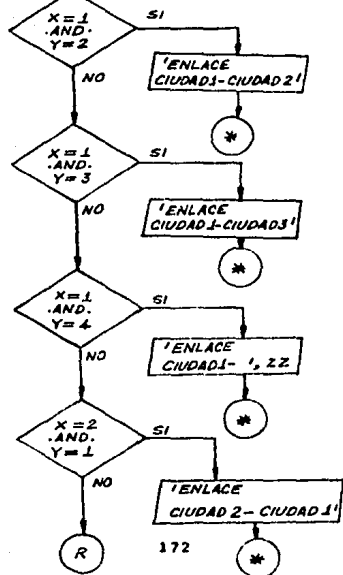 X=1
.AND.
Y=2
SI
NO
'ENLACE
CIUDAD1-CIUDAD2'
*
X=1
.AND.
Y=3
SI
NO
'ENLACE
CIUDAD1-CIUDAD3'
*
X=1
.AND.
Y=4
SI
NO
'ENLACE
CIUDAD1- ', ZZ
*
X=2
.AND.
Y=1
SI
NO
'ENLACE
CIUDAD 2- CIUDAD 1'
R
172
*